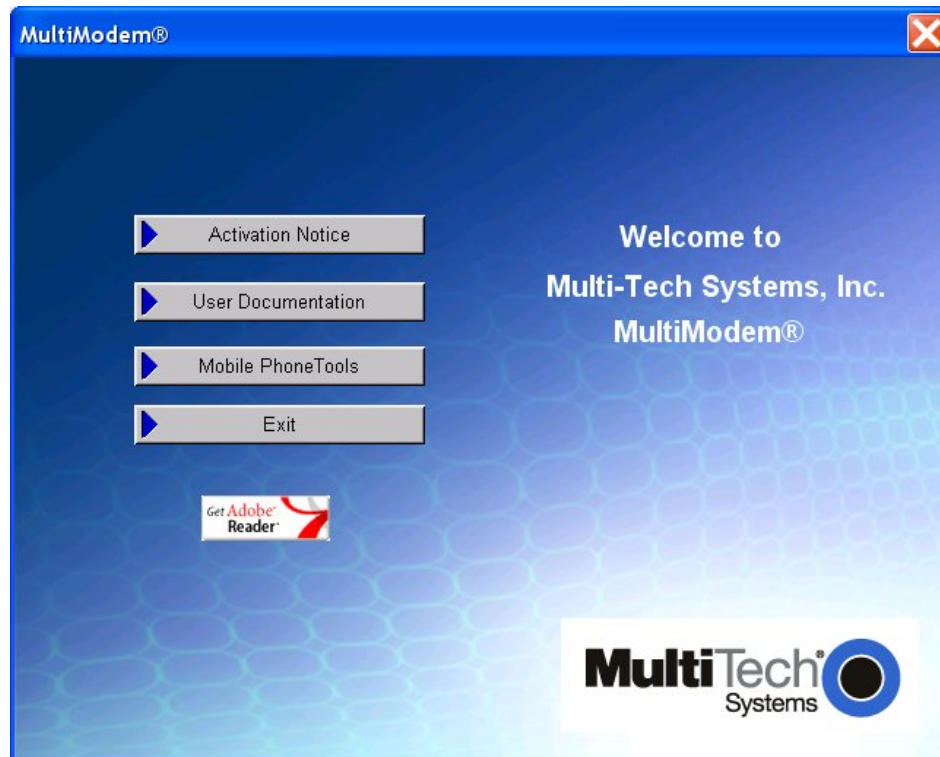 MultiModem®
Activation Notice
User Documentation
Mobile PhoneTools
Exit
Get Adobe®
Reader®
Welcome to
Multi-Tech Systems, Inc.
MultiModem®
MultiTech®
Systems